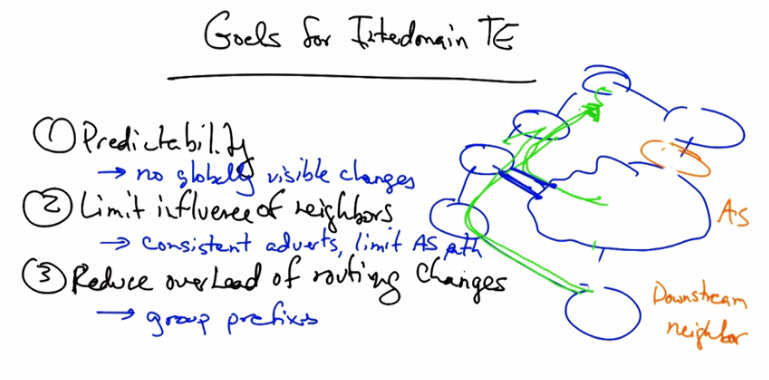 Goals for Interdomain TE
① Predictability
→ no globally visible changes
② Limit influence of neighbors
→ consistent adverts, limit AS path
③ Reduce overhead of routing changes
→ group prefixes
AS
Downstream
neighbor